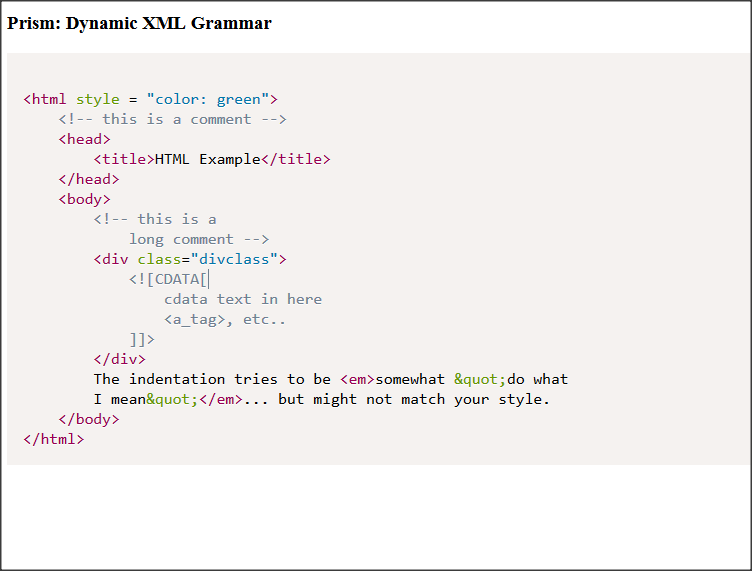 Prism: Dynamic XML Grammar
<html style = "color: green">
    <!-- this is a comment -->
    <head>
        <title>HTML Example</title>
    </head>
    <body>
        <!-- this is a
            long comment -->
        <div class="divclass">
            <![CDATA[
                cdata text in here
                <a_tag>, etc..
            ]]>
        </div>
        The indentation tries to be <em>somewhat &quot;do what
        I mean&quot;</em>... but might not match your style.
    </body>
</html>